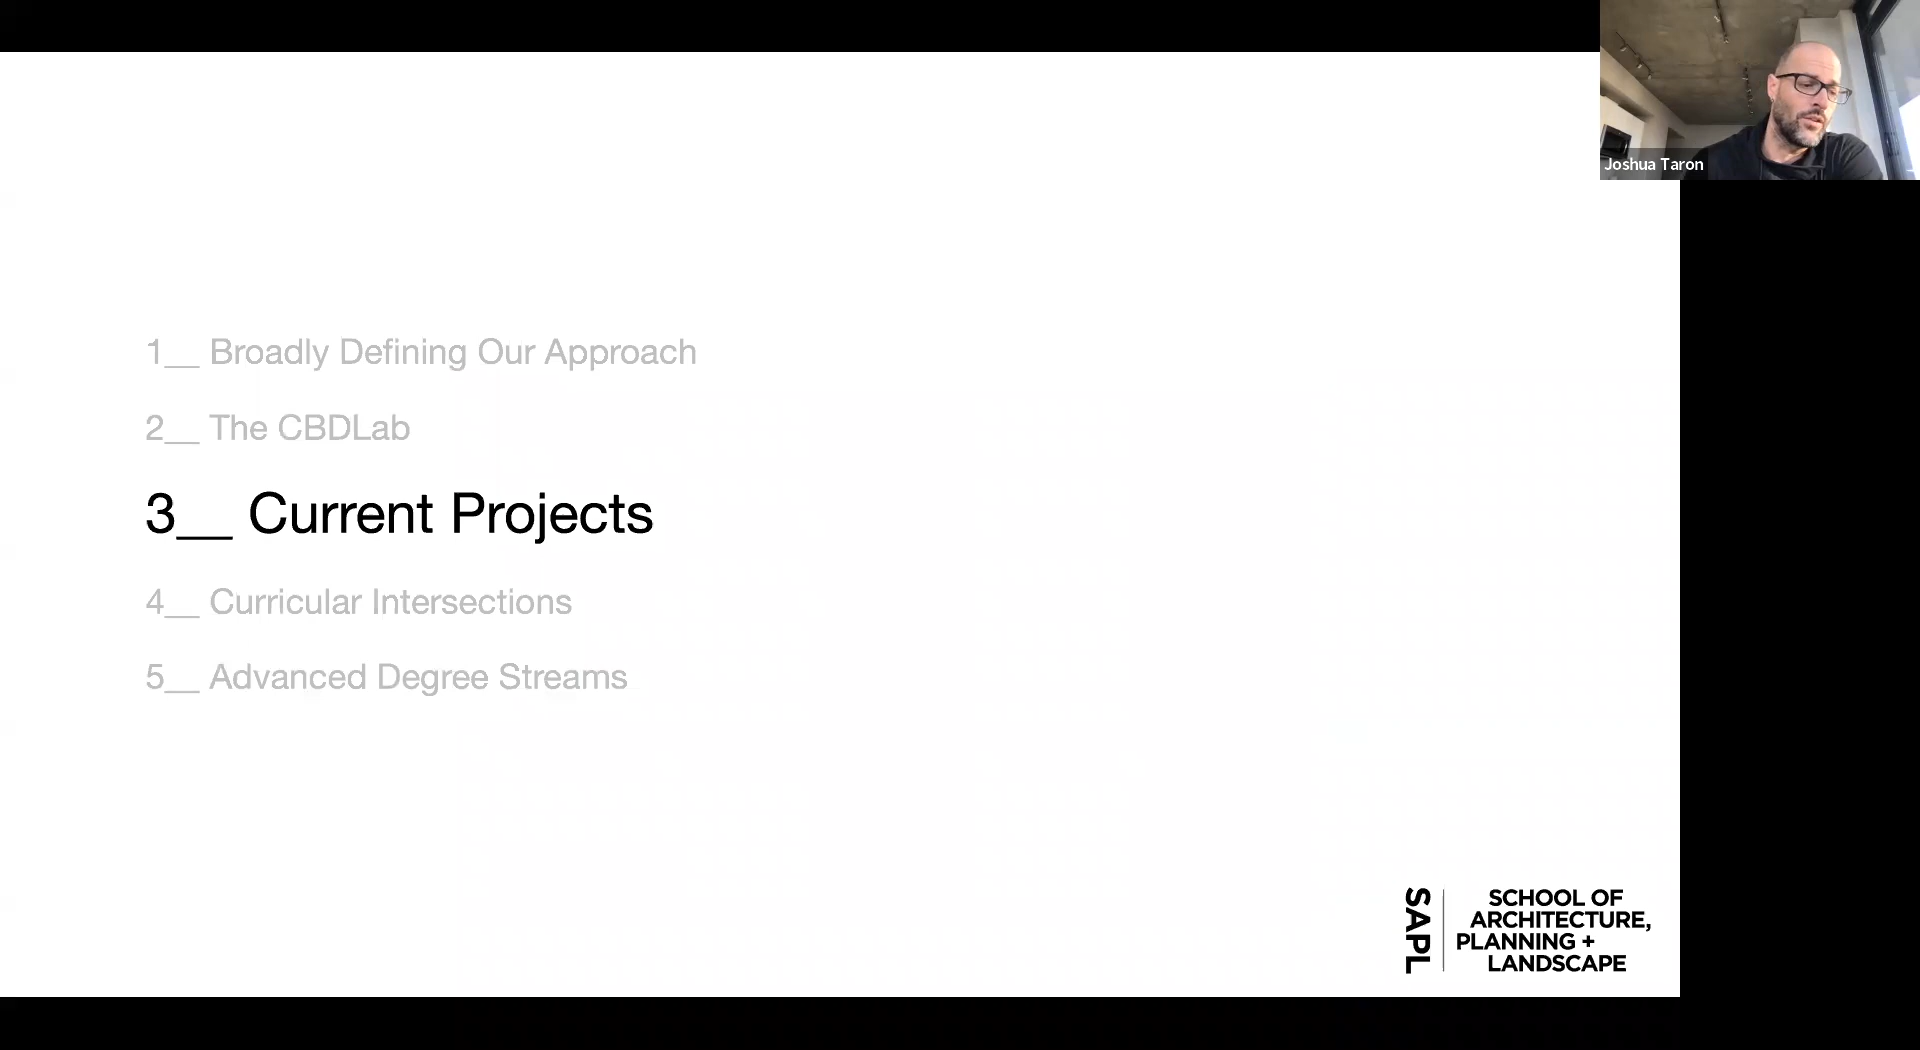 Joshua Taron
1__ Broadly Defining Our Approach
2__ The CBDLab
3__ Current Projects
4__ Curricular Intersections
5__ Advanced Degree Streams
SAPL
SCHOOL OF
ARCHITECTURE,
PLANNING +
LANDSCAPE